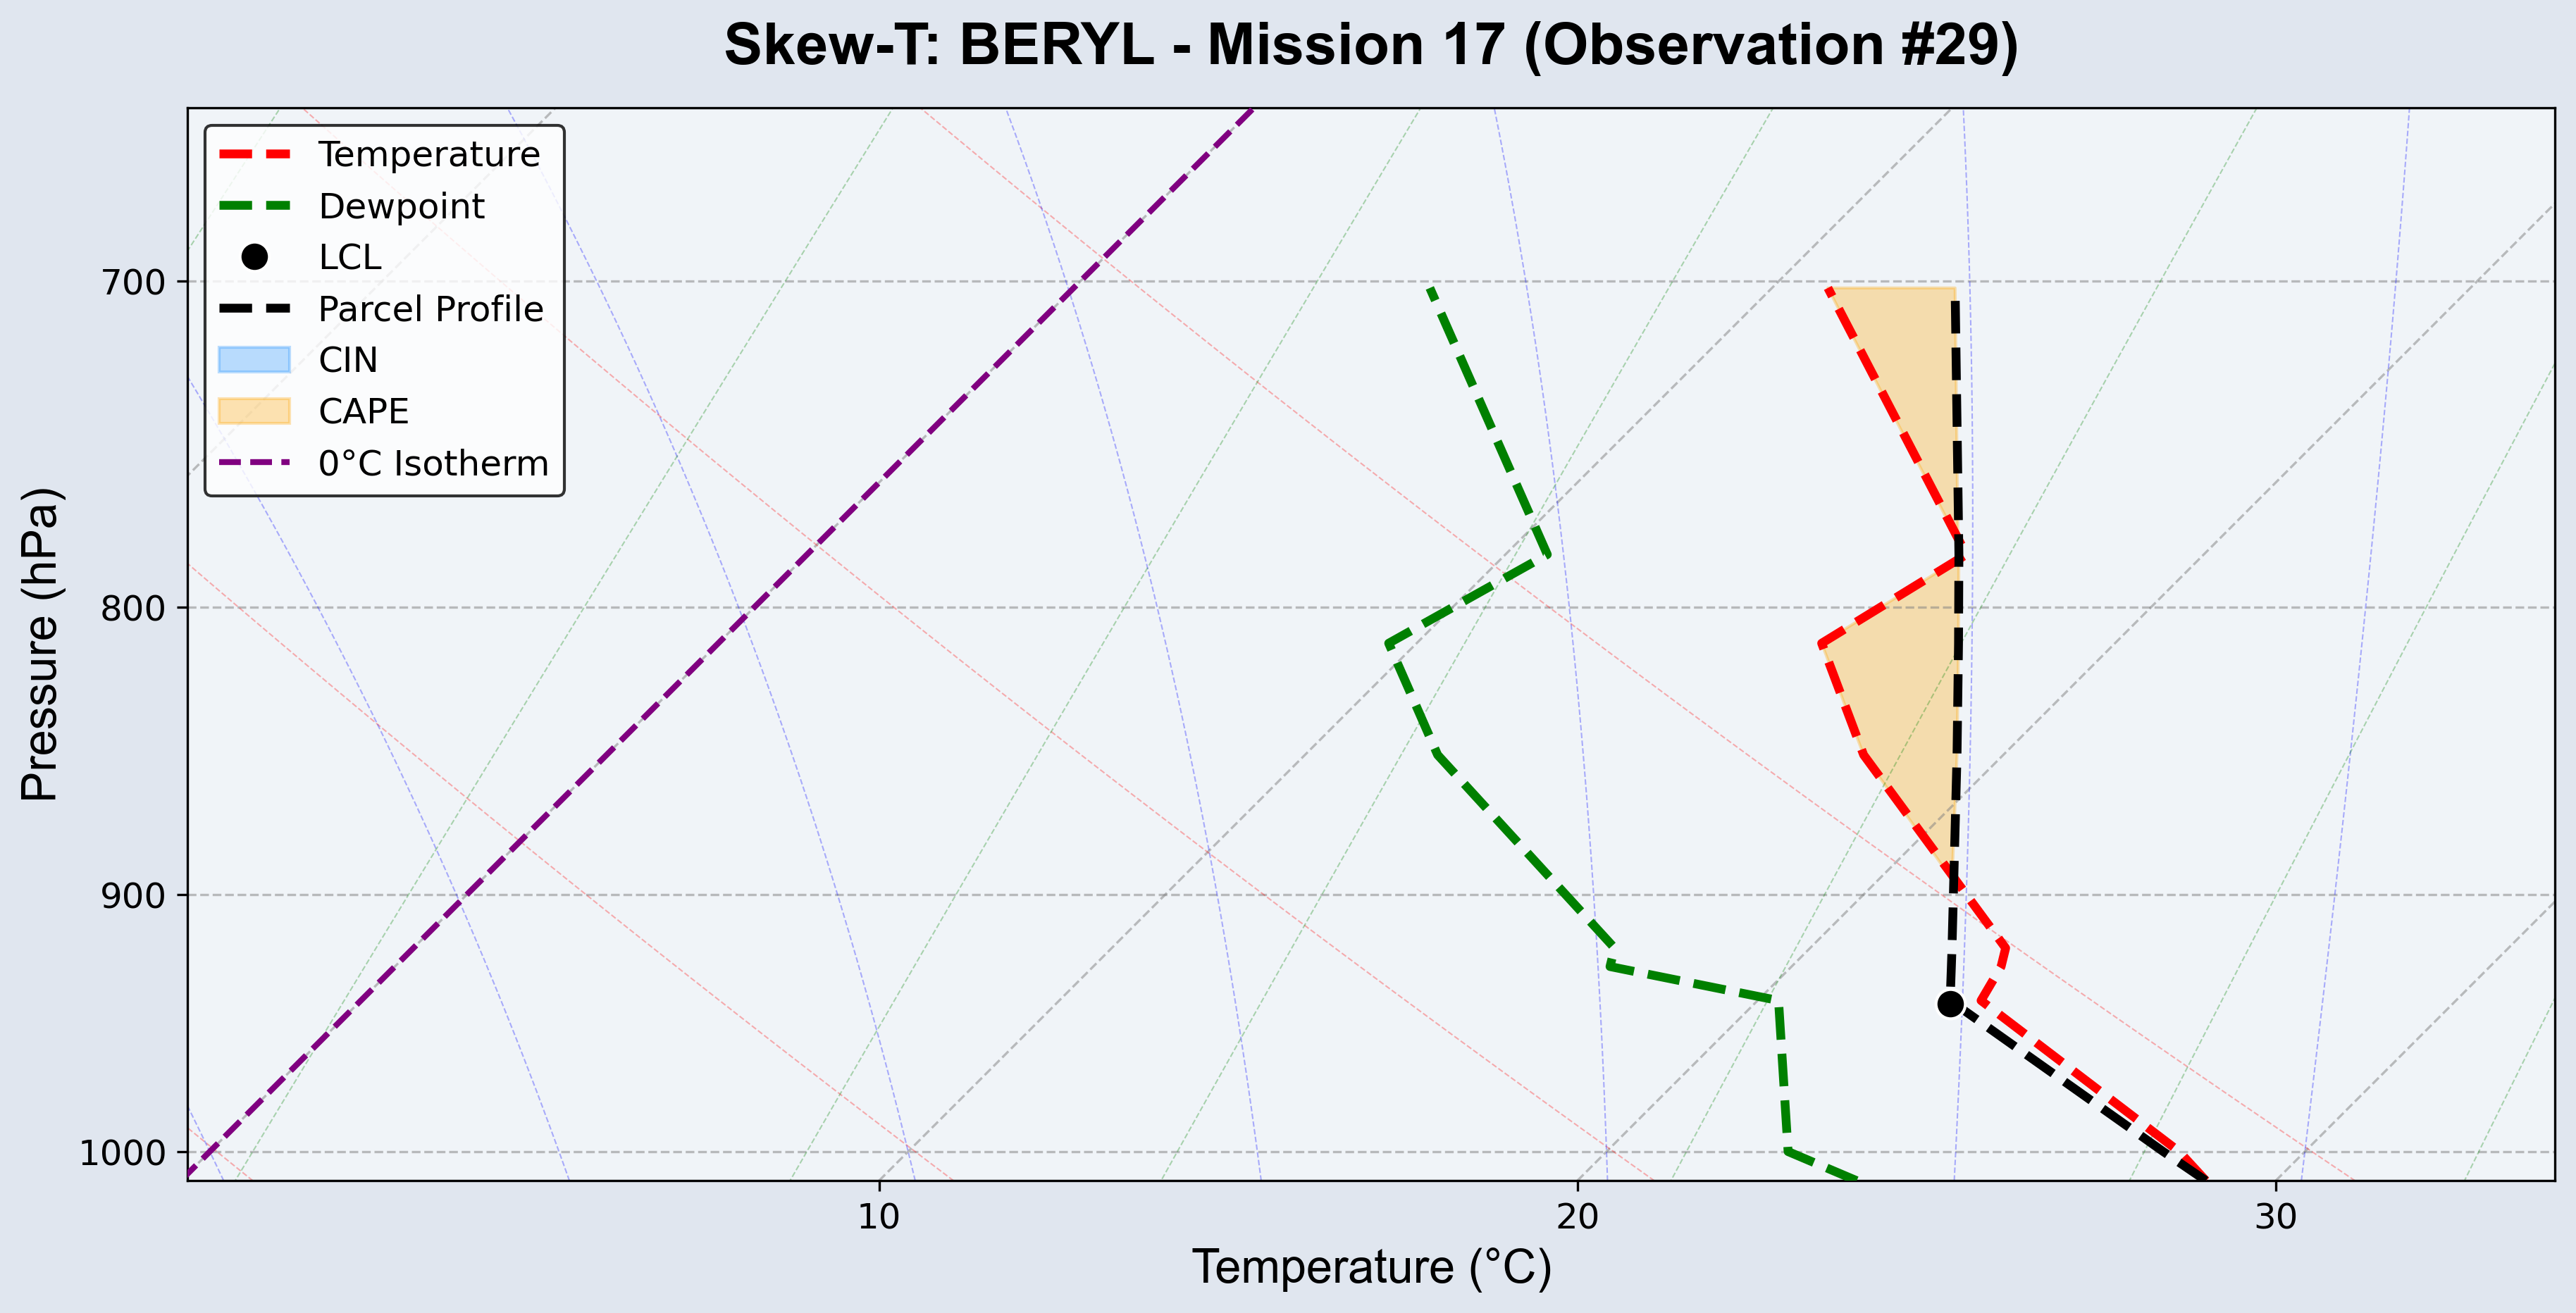 Skew-T: BERYL - Mission 17 (Observation #29)
Temperature
Dewpoint
LCL
Parcel Profile
CIN
CAPE
0°C Isotherm
Pressure (hPa)
700
800
900
1000
10
20
30
Temperature (°C)